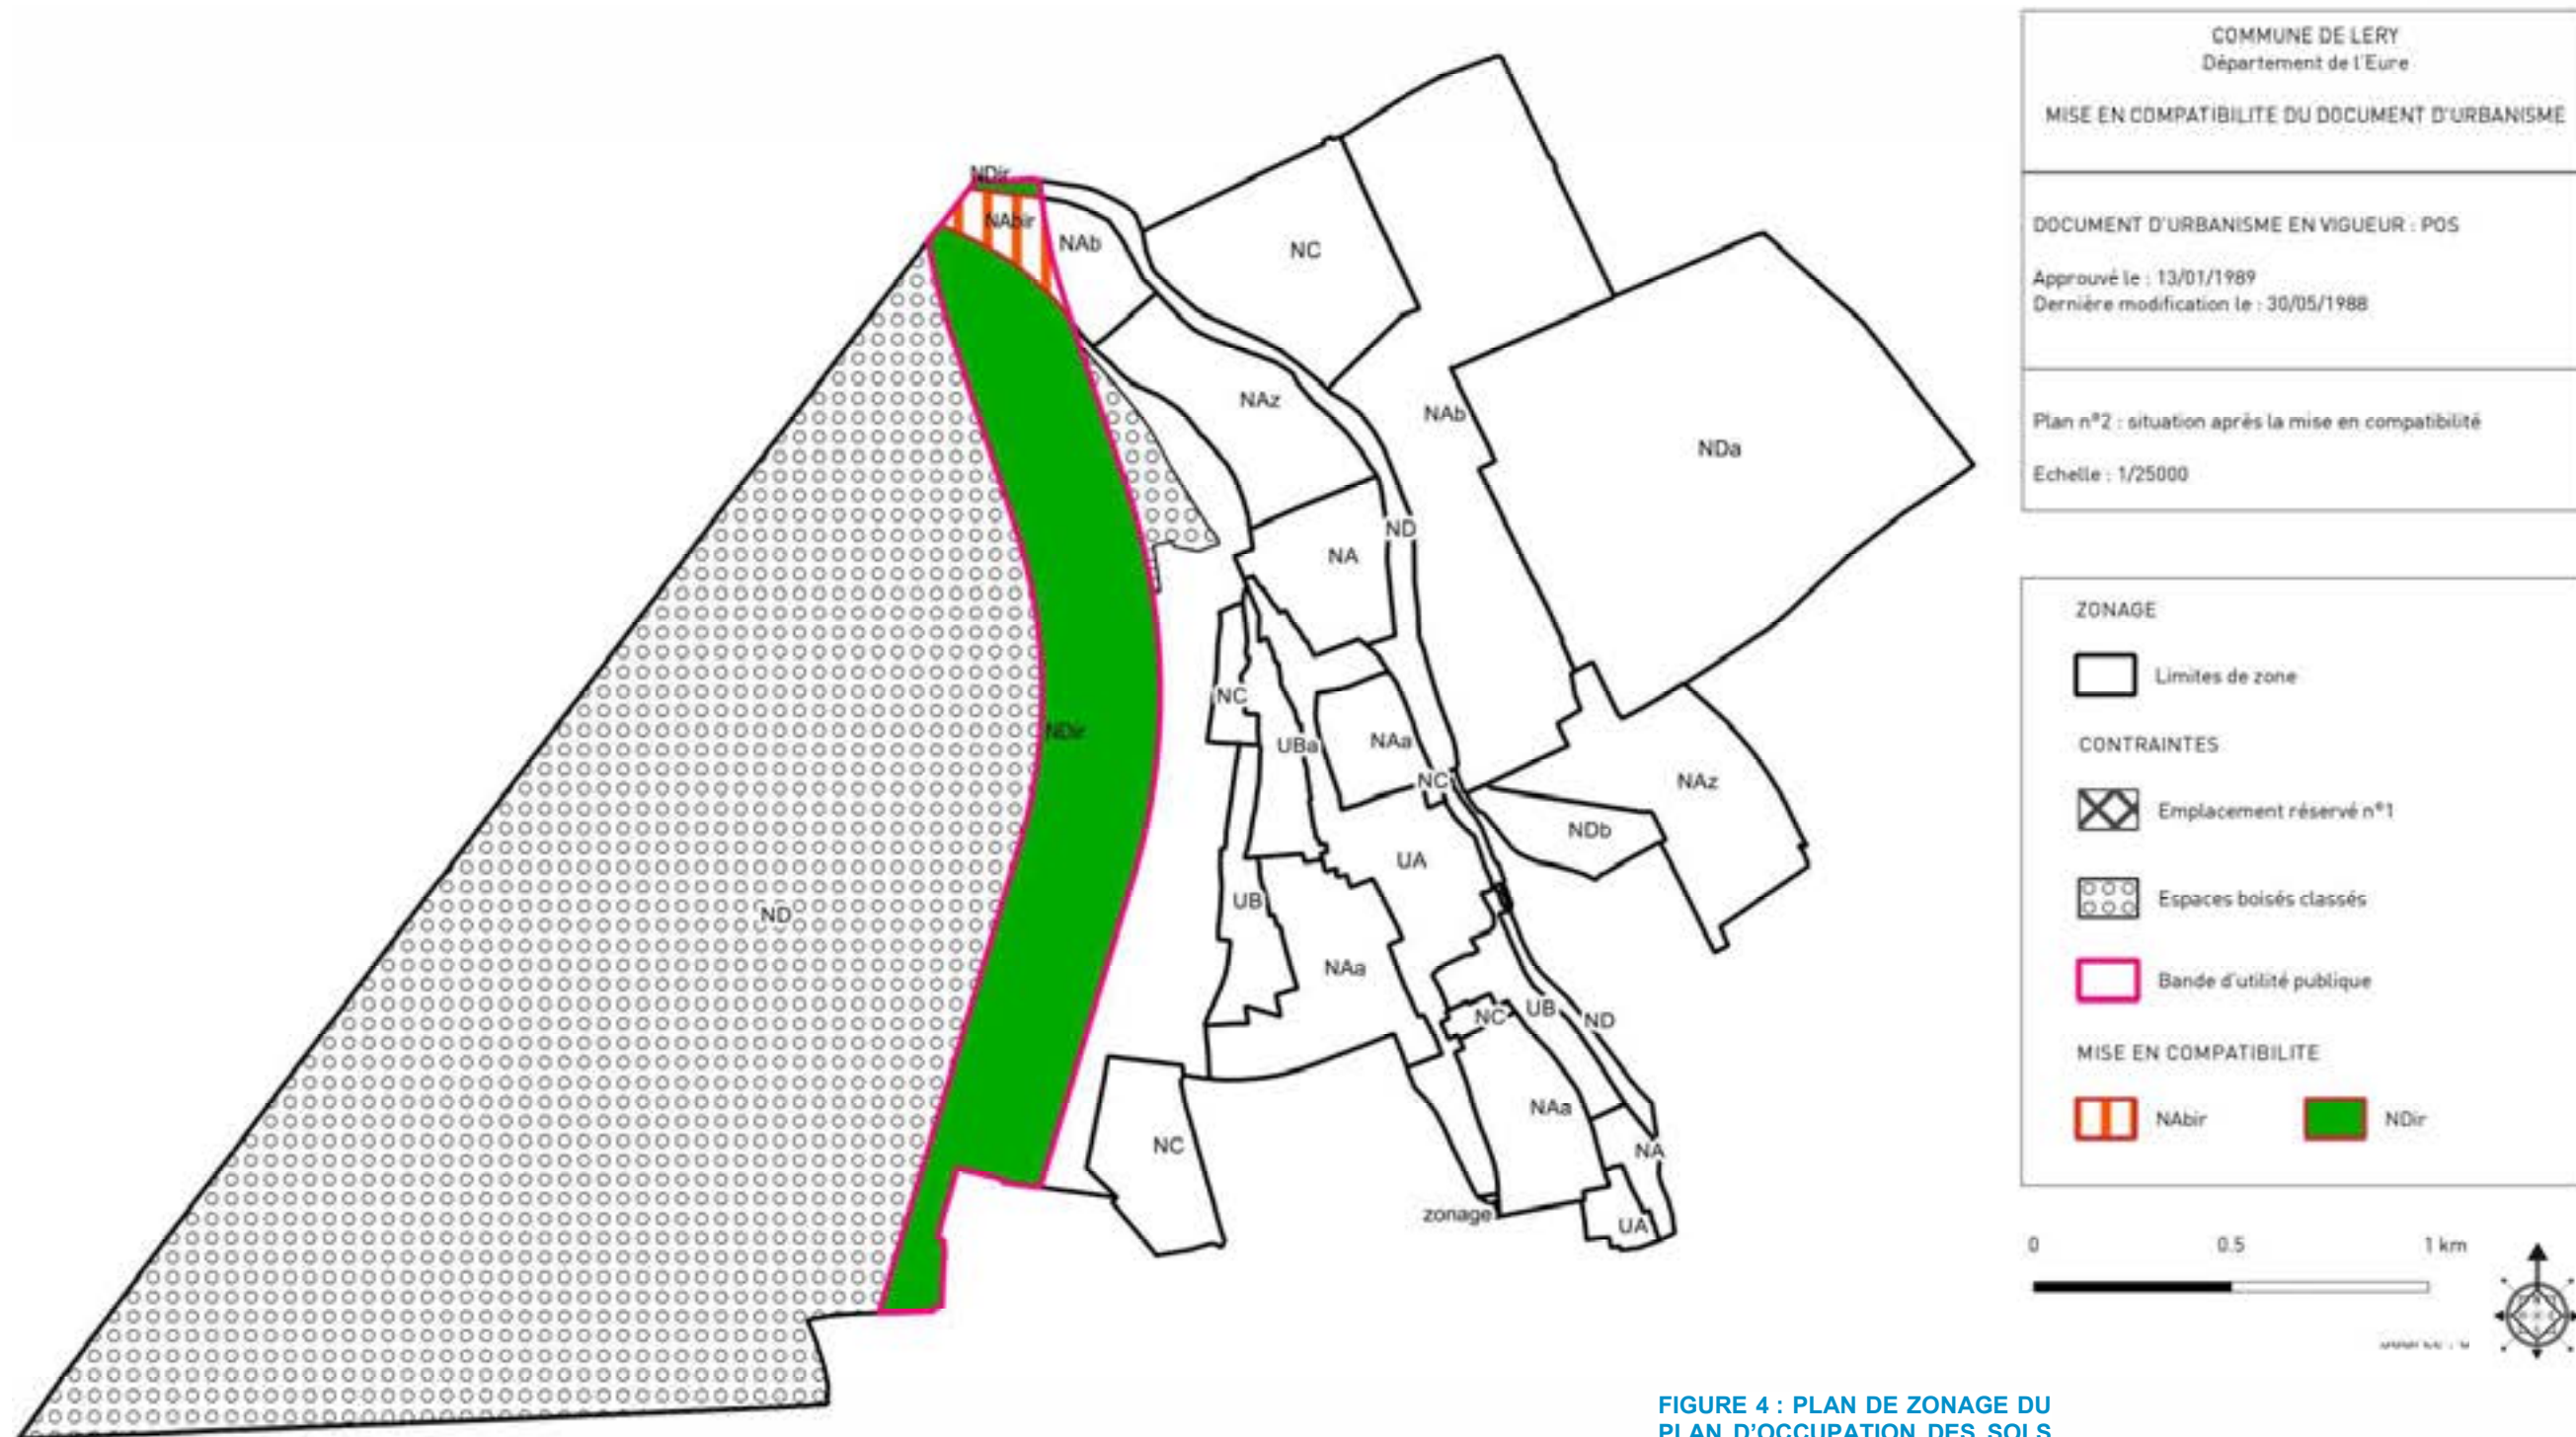 COMMUNE DE LERY
Département de l'Eure
MISE EN COMPATIBILITE DU DOCUMENT D'URBANISME
DOCUMENT D'URBANISME EN VIGUEUR : POS
Approuvé le : 13/01/1989
Dernière modification le : 30/05/1988
Plan n°2 : situation après la mise en compatibilité
Echelle : 1/25000
ZONAGE
Limites de zone
CONTRAINTES
Emplacement réservé n°1
Espaces boisés classés
Bande d'utilité publique
MISE EN COMPATIBILITE
NAbir NDir
0 0.5 1 km
NDir
NAbir
NAb
NC
NAz
NAb
NDa
ND
NA
NC
NDir
UBa
NAa
NC
NAz
NDb
UA
UB
ND
NAa
NC
UB
ND
NAa
NC
NA
zonage
UA
FIGURE 4 : PLAN DE ZONAGE DU
PLAN D'OCCUPATION DES SOLS